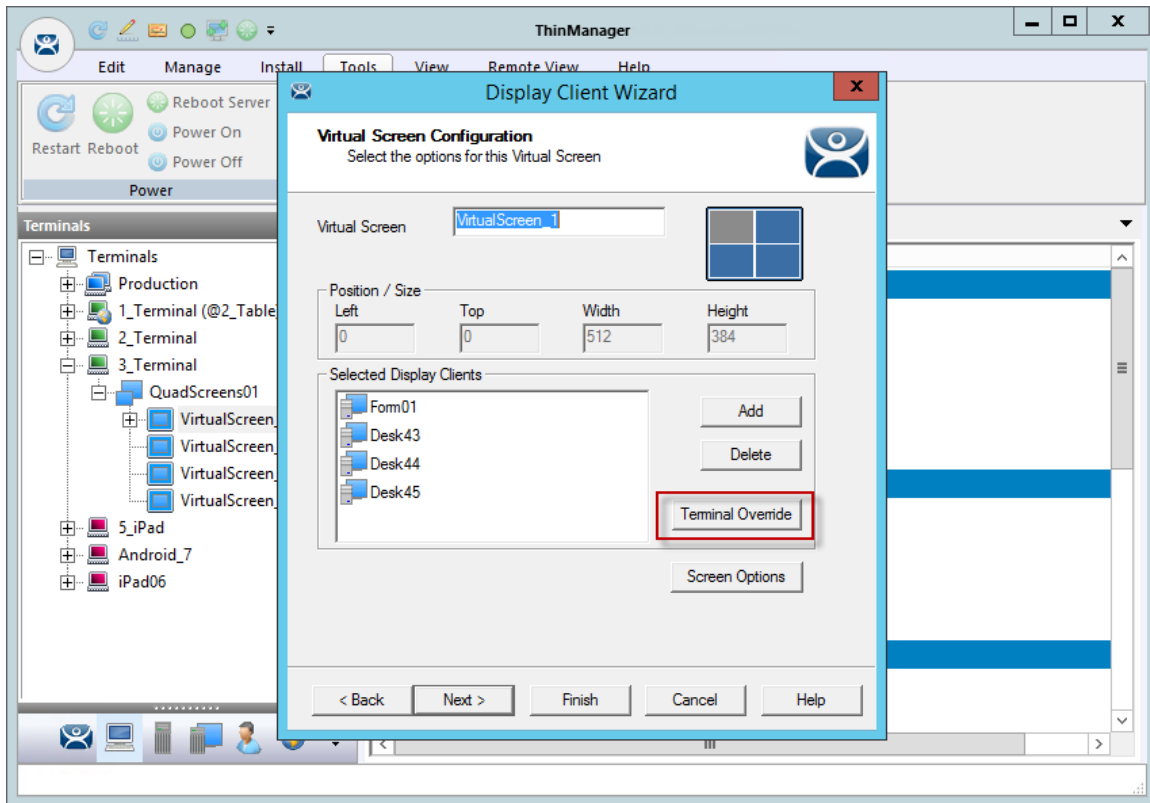 ThinManager
Edit Manage Install Tools View Remote View Help
Restart Reboot
Reboot Server
Power On
Power Off
Power
Terminals
Terminals
Production
1_Terminal (@2_Table
2_Terminal
3_Terminal
QuadScreens01
VirtualScreen_
VirtualScreen_
VirtualScreen_
VirtualScreen_
5_iPad
Android_7
iPad06
Display Client Wizard
x
Virtual Screen Configuration
Select the options for this Virtual Screen
Virtual Screen VirtualScreen_1
Position / Size
Left Top Width Height
0 0 512 384
Selected Display Clients
Form01
Desk43
Desk44
Desk45
Add
Delete
Terminal Override
Screen Options
< Back Next > Finish Cancel Help